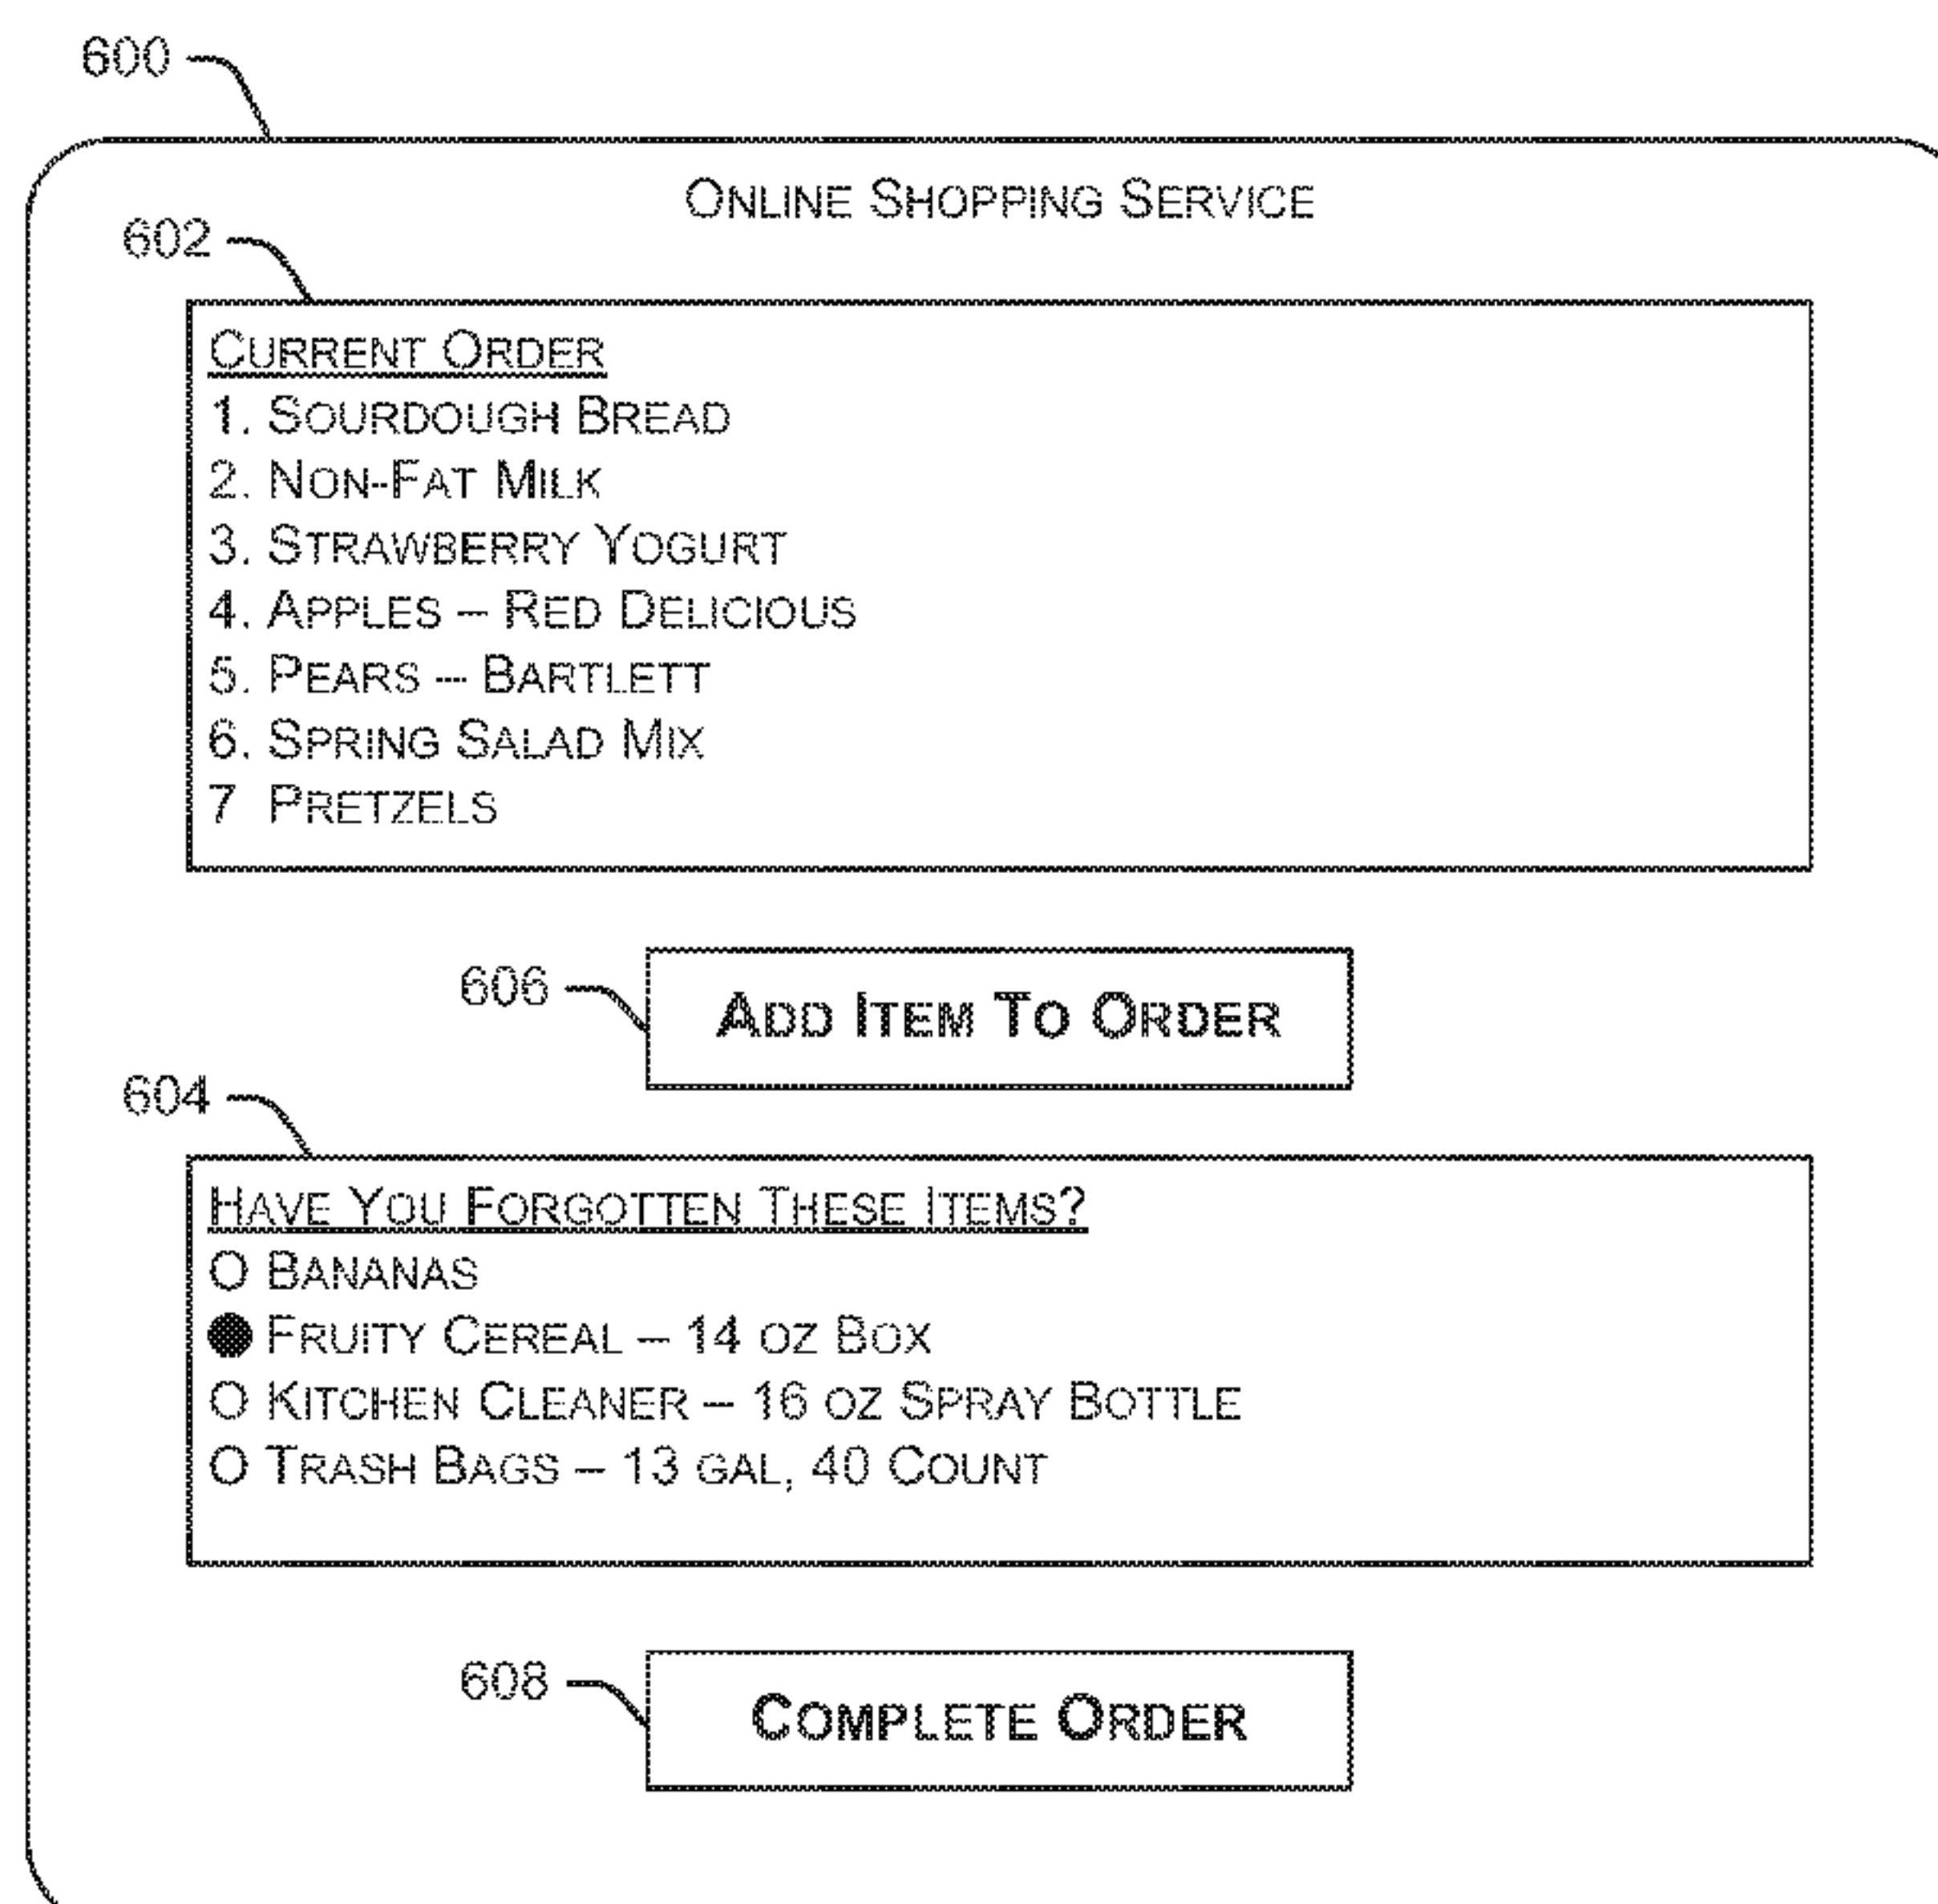 600
ONLINE SHOPPING SERVICE
602
CURRENT ORDER
1. SOURDOUGH BREAD
2. NON-FAT MILK
3. STRAWBERRY YOGURT
4. APPLES – RED DELICIOUS
5. PEARS – BARTLETT
6. SPRING SALAD MIX
7 PRETZELS
606
ADD ITEM TO ORDER
604
HAVE YOU FORGOTTEN THESE ITEMS?
BANANAS
FRUITY CEREAL – 14 OZ BOX
KITCHEN CLEANER – 16 OZ SPRAY BOTTLE
TRASH BAGS – 13 GAL, 40 COUNT
608
COMPLETE ORDER